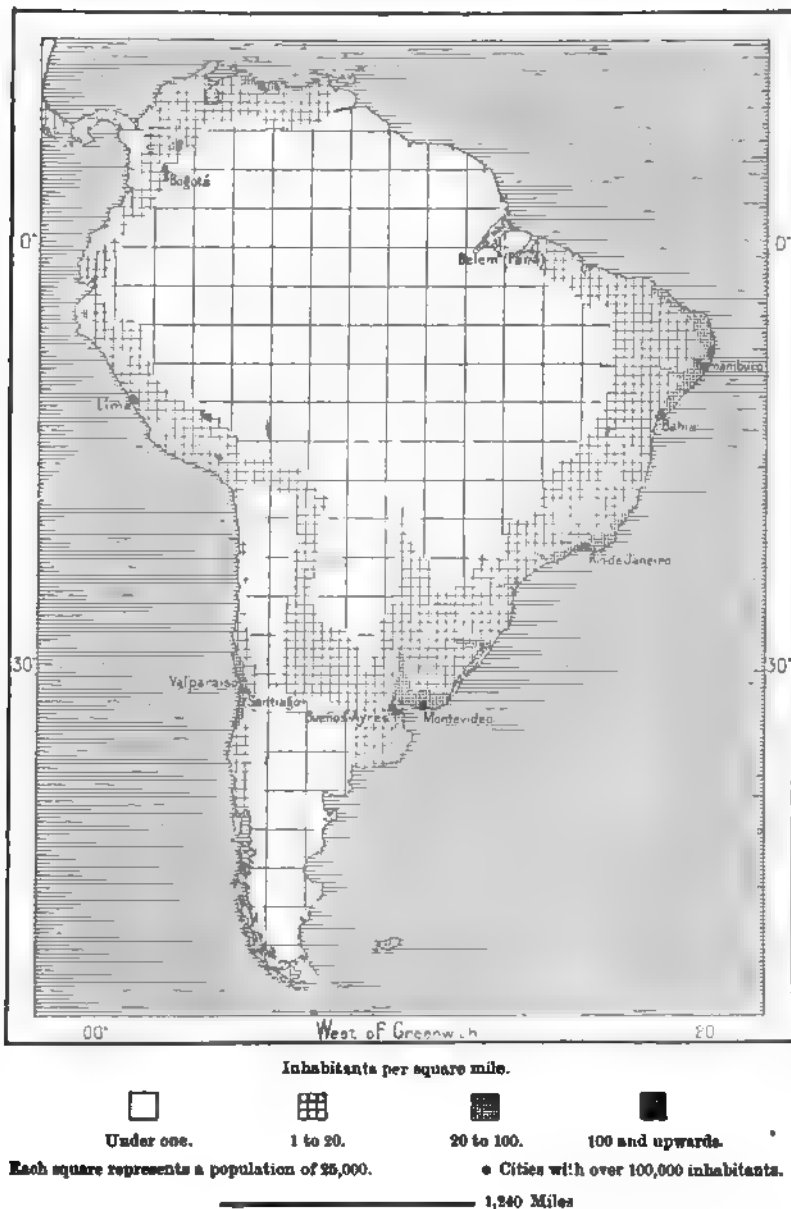 Bogotá
0° 0°
Belem (Pará)
Pernambuco
Lima
Bahia
Rio de Janeiro
30° 30°
Valparaiso
Santiago
Buenos Ayres Montevideo
00° West of Greenwich 20
Inhabitants per square mile.
Under one. 1 to 20. 20 to 100. 100 and upwards.
Each square represents a population of 25,000. • Cities with over 100,000 inhabitants.
1,240 Miles